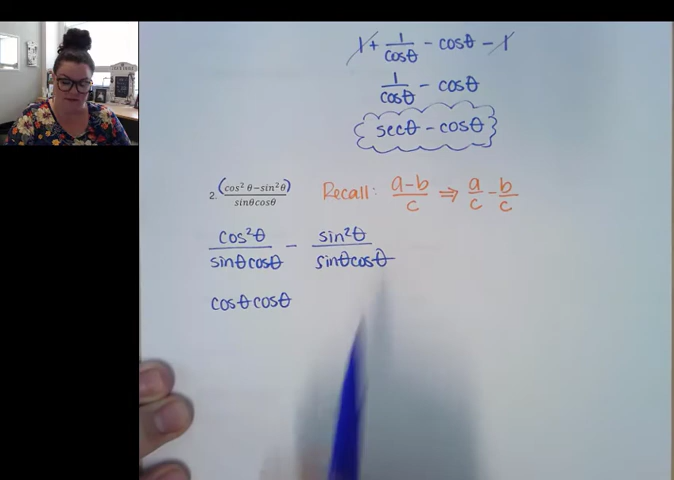 1 + 1/cosθ - cosθ - 1
1/cosθ - cosθ
secθ - cosθ
2. (cos² θ-sin²θ)/sinθcosθ
Recall: a-b/c ⇒ a/c - b/c
cos²θ/sinθcosθ - sin²θ/sinθcosθ
cosθ cosθ